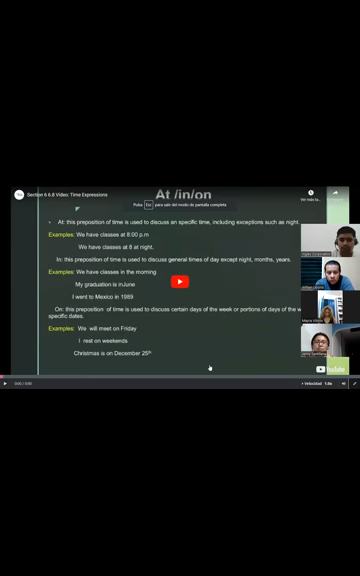 Section 6 6.8 Video: Time Expressions
At /in/on
Pulsa Esc para salir del modo de pantalla completa
Ver más ta...
At: this preposition of time is used to discuss an specific time, including exceptions such as night.
Examples: We have classes at 8:00 p.m
We have classes at 8 at night.
In: this preposition of time is used to discuss general times of day except night, months, years.
Examples: We have classes in the morning
My graduation is inJune
I went to Mexico in 1989
On: this preposition of time is used to discuss certain days of the week or portions of days of the w
specific dates.
Examples: We will meet on Friday
I rest on weekends
Christmas is on December 25th
YouTube
0:00 / 5:50
Velocidad 1.0x